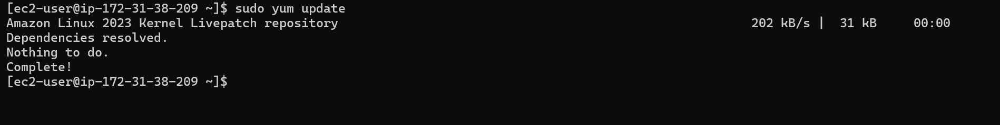 [ec2-user@ip-172-31-38-209 ~]$ sudo yum update
Amazon Linux 2023 Kernel Livepatch repository 202 kB/s | 31 kB 00:00
Dependencies resolved.
Nothing to do.
Complete!
[ec2-user@ip-172-31-38-209 ~]$